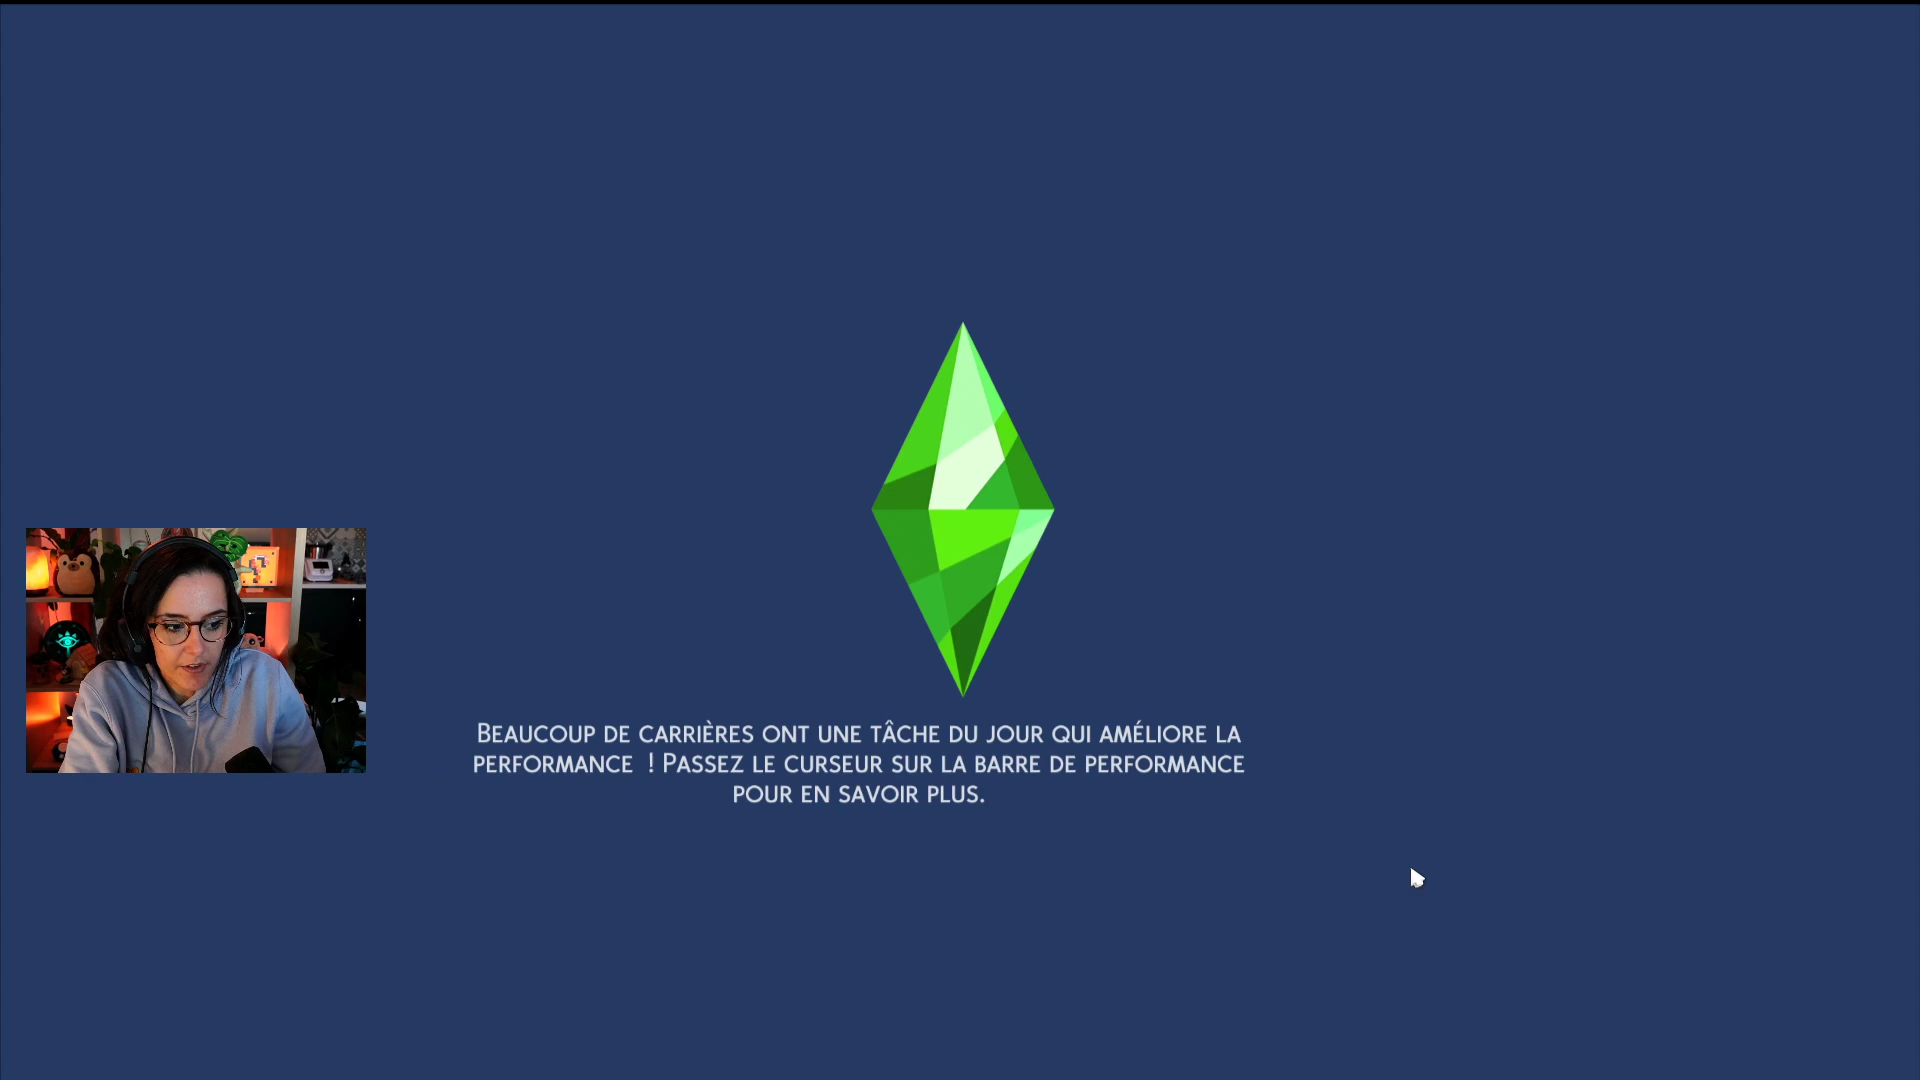 Beaucoup de carrières ont une tâche du jour qui améliore la
performance  ! Passez le curseur sur la barre de performance
pour en savoir plus.